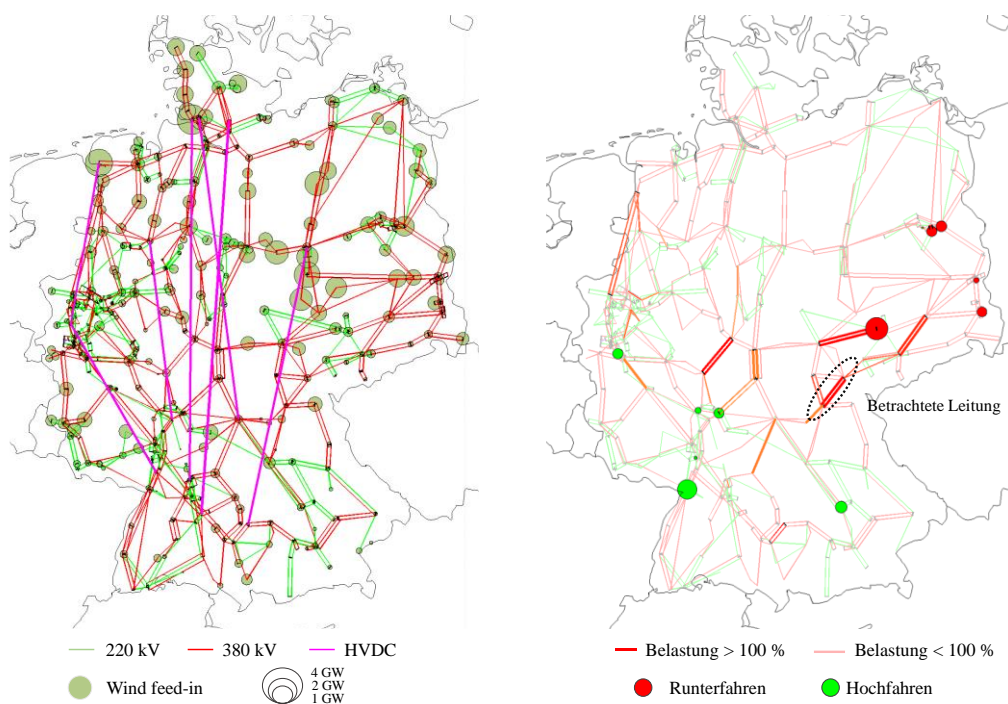 Betrachtete Leitung
220 kV
380 kV
HVDC
Wind feed-in
4 GW
2 GW
1 GW
Belastung > 100 %
Belastung < 100 %
Runterfahren
Hochfahren